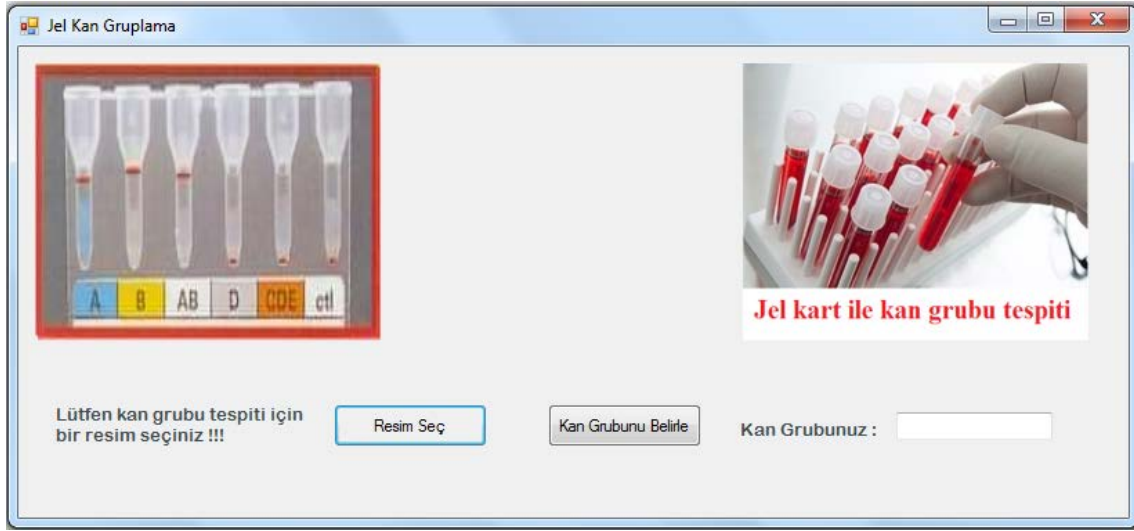 Jel Kan Gruplama
A B AB D CDE ctl
Jel kart ile kan grubu tespiti
Lütfen kan grubu tespiti için
bir resim seçiniz !!!
Resim Seç
Kan Grubunu Belirle
Kan Grubunuz :